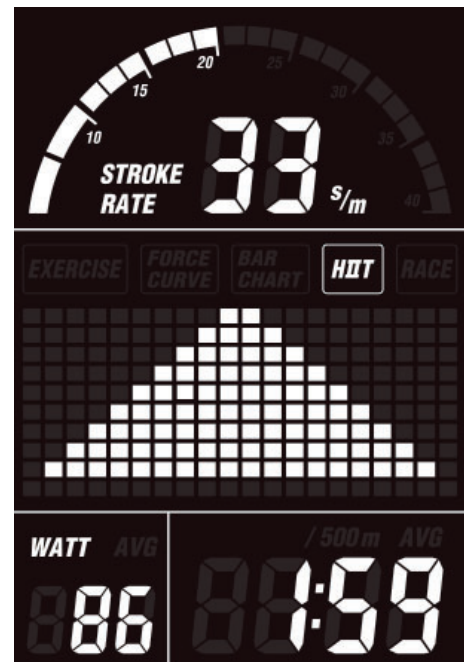 10 15 20 25 30 35 40
STROKE RATE
33 s/m
EXERCISE FORCE CURVE BAR CHART HIIT RACE
WATT AVG
86
/500m AVG
1:59